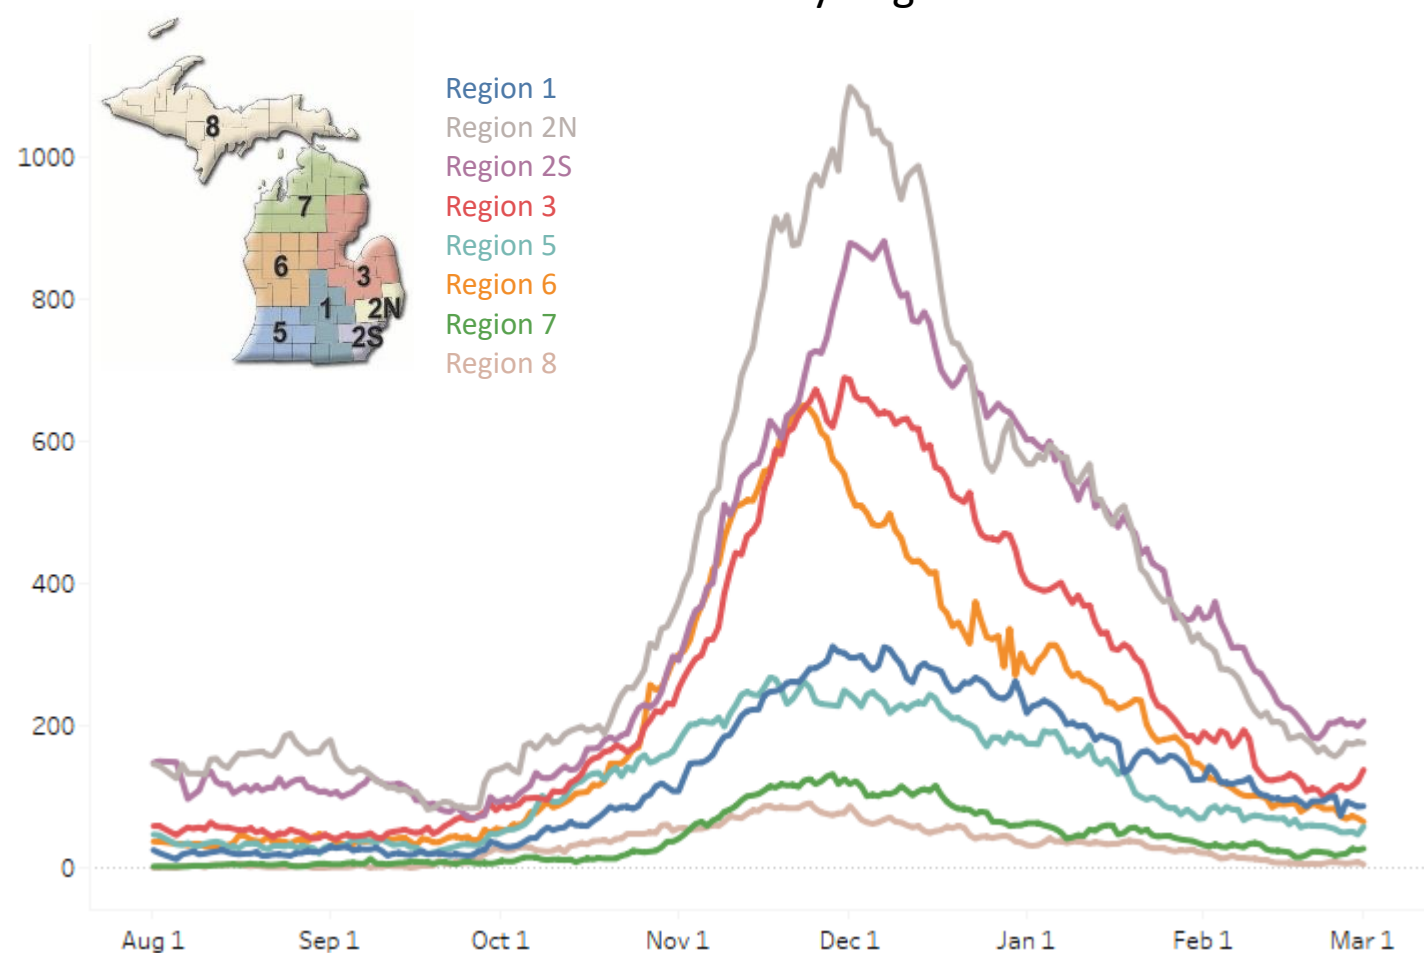 Region 1
Region 2N
Region 2S
Region 3
Region 5
Region 6
Region 7
Region 8
8
7
6
3
1
2N
5
2S
1000
800
600
400
200
0
Aug 1
Sep 1
Oct 1
Nov 1
Dec 1
Jan 1
Feb 1
Mar 1